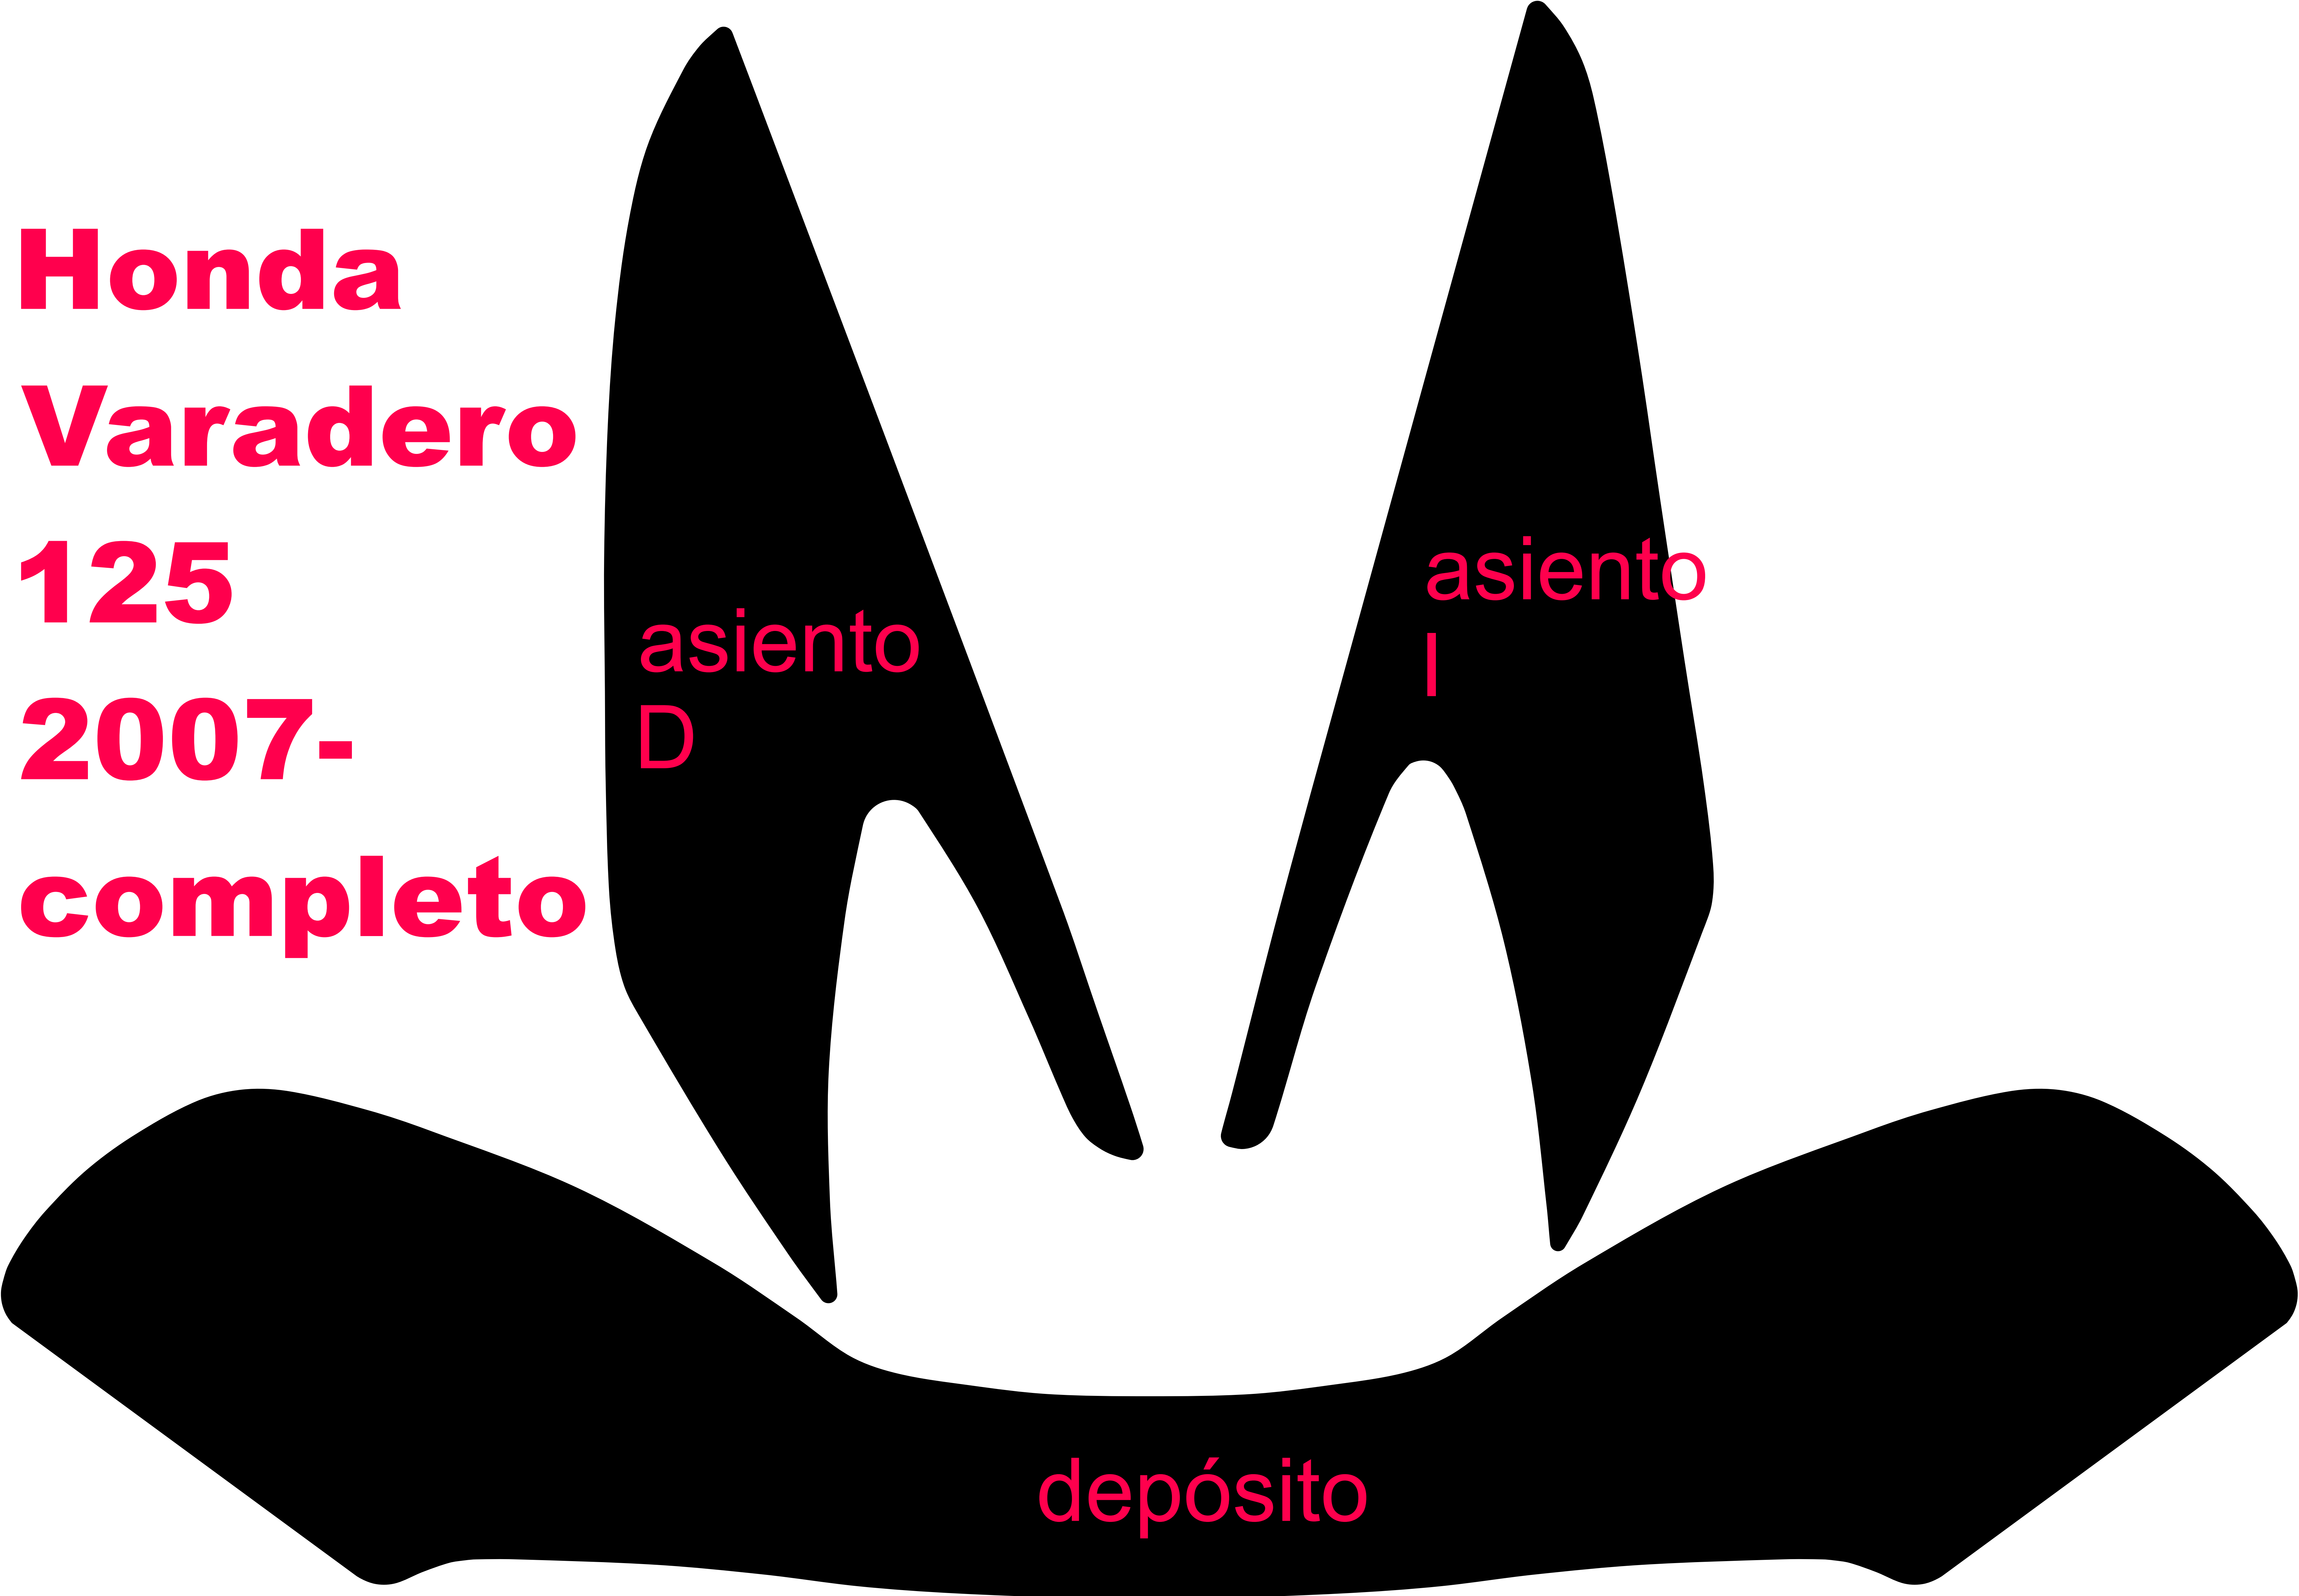 Honda
Varadero
125
2007-
completo
asiento
D
asiento
I
depósito